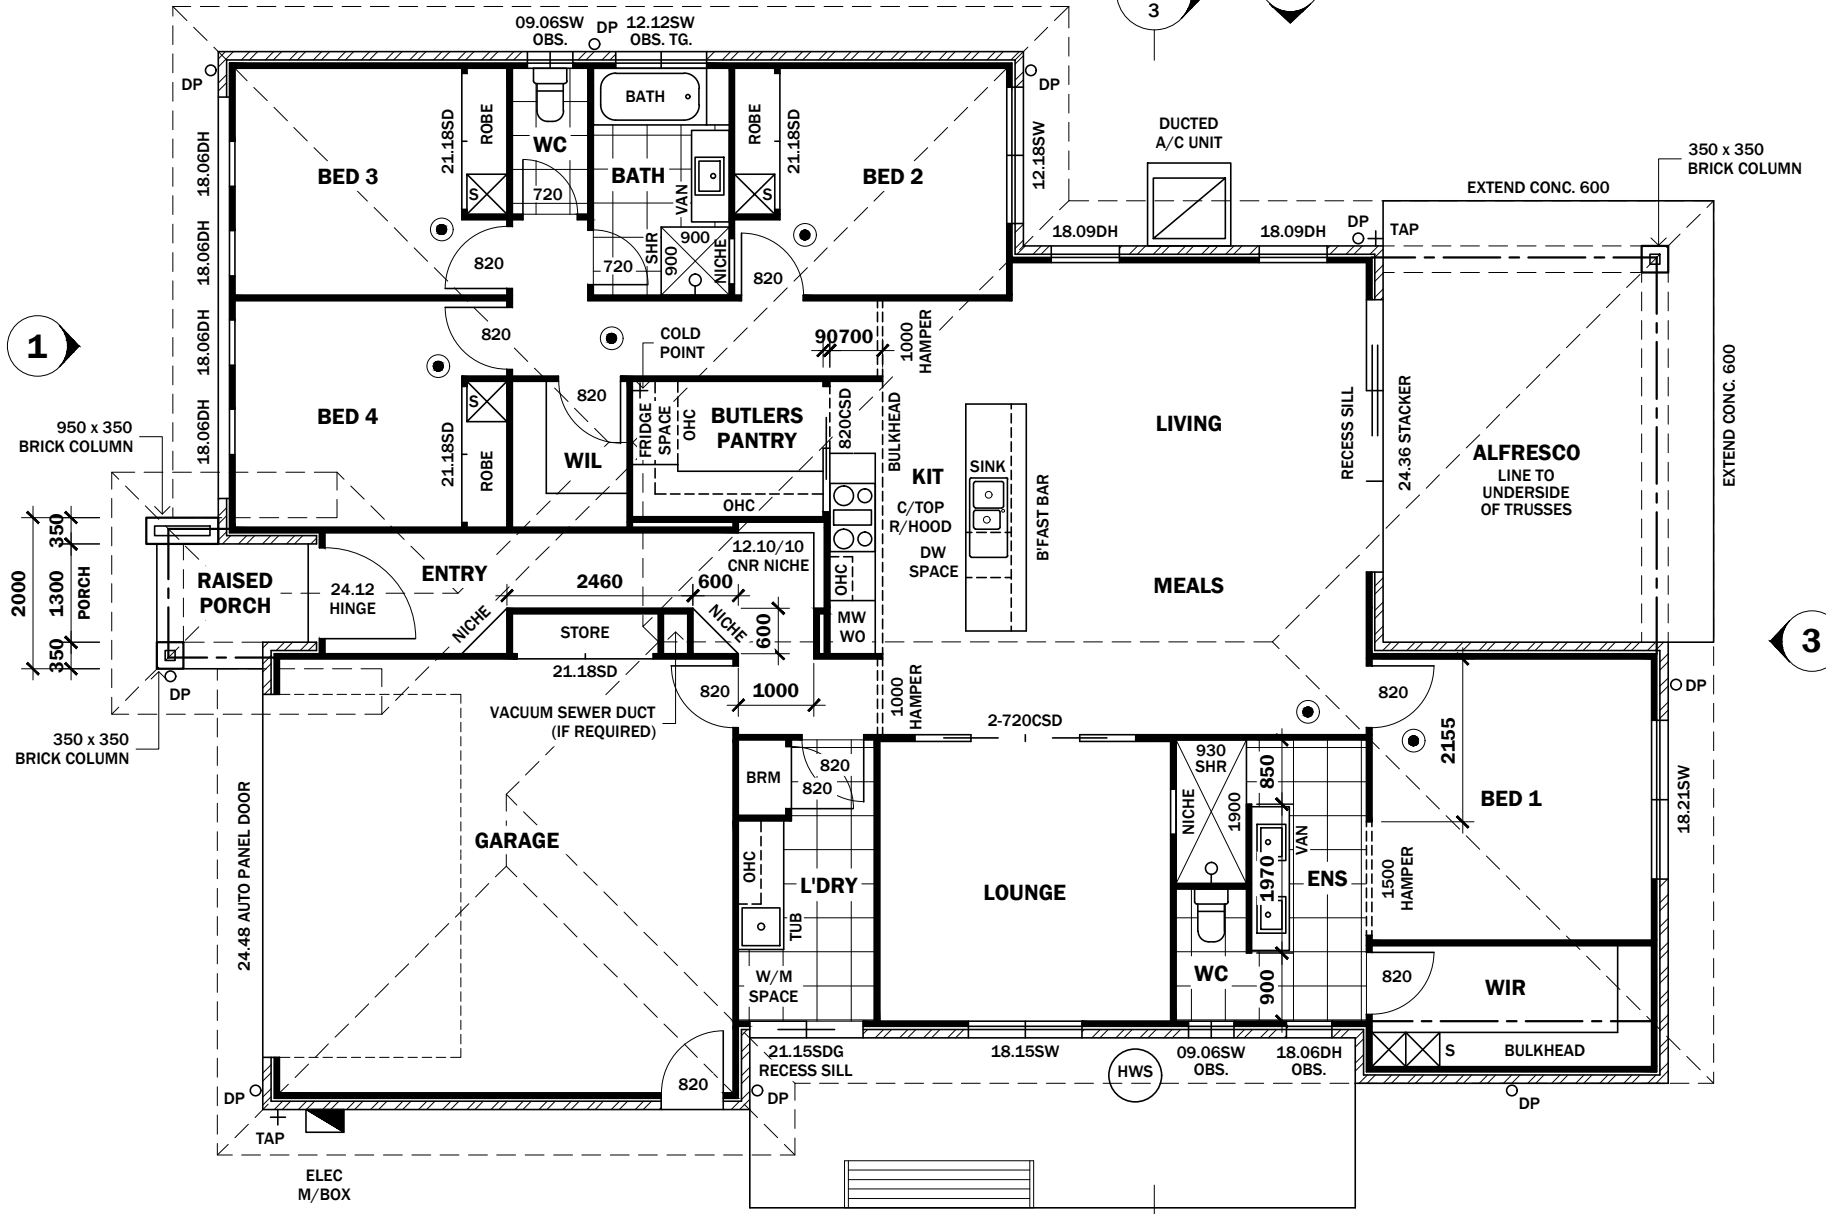 3
09.06SW
OBS.
DP
12.12SW
OBS. TG.
DP
DP
BATH
ROBE
21.18SD
WC
ROBE
21.18SD
18.06DH
BED 3
BATH
VAN
BED 2
12.18SW
S
720
S
DUCTED
A/C UNIT
350 x 350
BRICK COLUMN
EXTEND CONC. 600
18.09DH
18.09DH
DP
TAP
18.06DH
820
720
SHR
900
900
NICHE
820
1
18.06DH
820
COLD
POINT
90
700
1000
HAMPER
EXTEND CONC. 600
820
18.06DH
BED 4
S
21.18SD
ROBE
WIL
FRIDGE
SPACE
OHC
BUTLERS
PANTRY
820CSD
BULKHEAD
OHC
KIT
C/TOP
R/HOOD
DW
SPACE
SINK
B'FAST BAR
LIVING
RECESS SILL
24.36 STACKER
ALFRESCO
LINE TO
UNDERSIDE
OF TRUSSES
950 x 350
BRICK COLUMN
350
1300
350
2000
PORCH
RAISED
PORCH
24.12
HINGE
ENTRY
NICHE
2460
600
12.10/10
CNR NICHE
NICHE
600
OHC
MW
WO
MEALS
3
STORE
21.18SD
DP
820
1000
1000
HAMPER
2-720CSD
820
2155
DP
VACUUM SEWER DUCT
(IF REQUIRED)
350 x 350
BRICK COLUMN
BRM
820
820
930
SHR
850
NICHE
1900
VAN
BED 1
18.21SW
24.48 AUTO PANEL DOOR
GARAGE
OHC
L'DRY
TUB
LOUNGE
1970
ENS
1500
HAMPER
W/M
SPACE
WC
900
820
WIR
21.15SDG
RECESS SILL
18.15SW
09.06SW
OBS.
18.06DH
OBS.
S
BULKHEAD
HWS
820
DP
DP
DP
TAP
ELEC
M/BOX